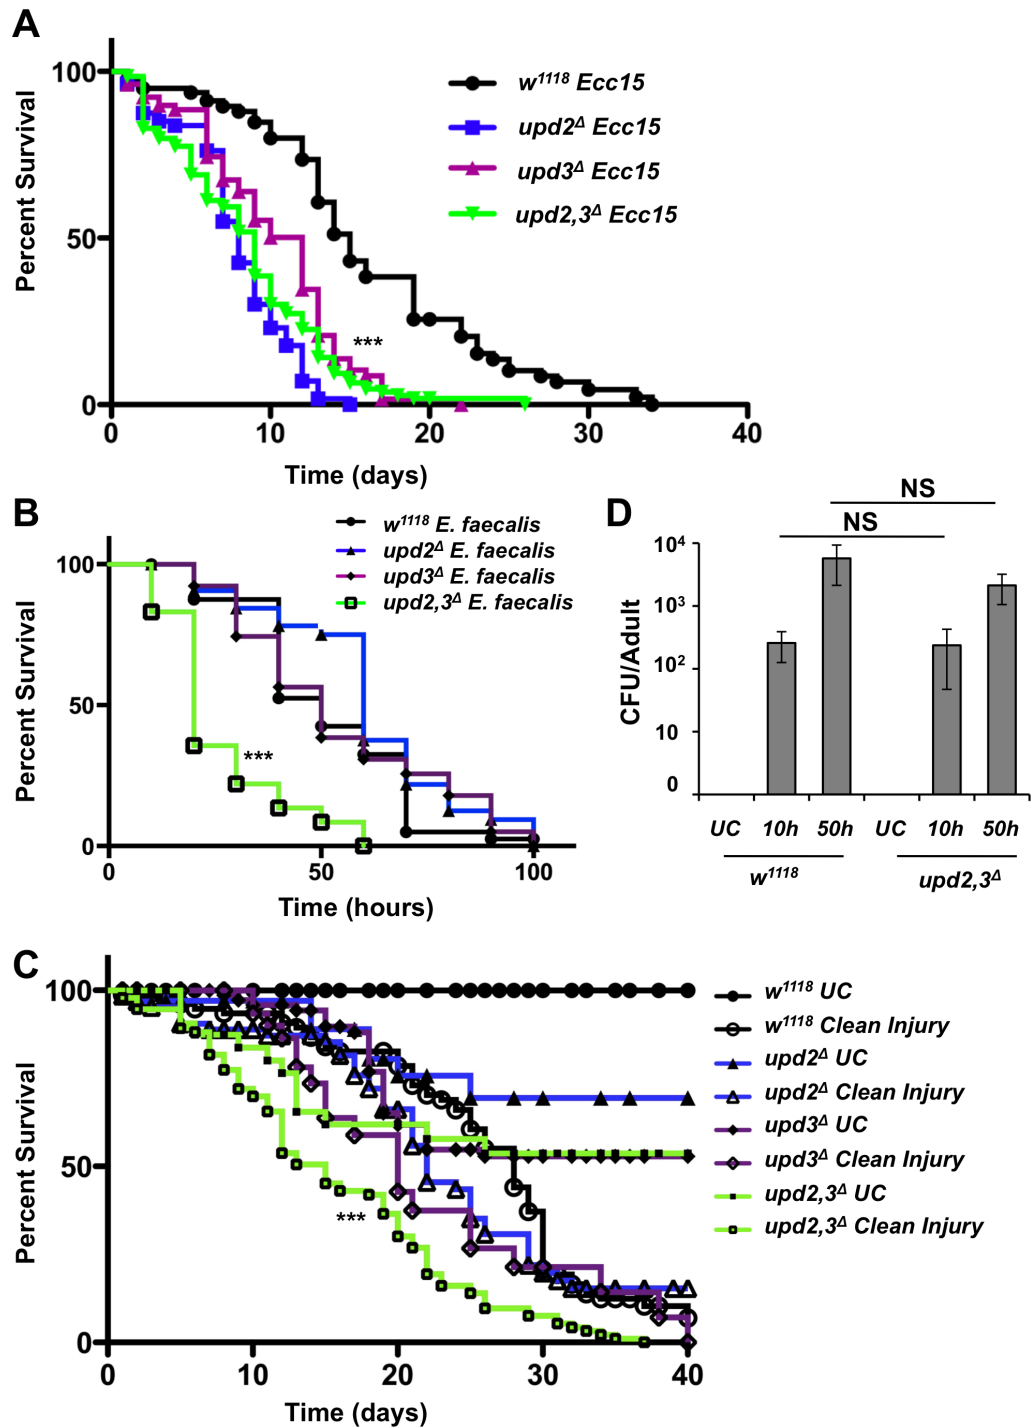 A
Percent Survival
100
50
0
0 10 20 30 40
Time (days)
w1118 Ecc15
upd2Δ Ecc15
upd3Δ Ecc15
upd2,3Δ Ecc15
***
B
Percent Survival
100
50
0
0 50 100
Time (hours)
w1118 E. faecalis
upd2Δ E. faecalis
upd3Δ E. faecalis
upd2,3Δ E. faecalis
***
D
NS
NS
CFU/Adult
10⁴
10³
10²
10
0
UC 10h 50h UC 10h 50h
w1118 upd2,3Δ
C
Percent Survival
100
50
0
0 10 20 30 40
Time (days)
***
w1118 UC
w1118 Clean Injury
upd2Δ UC
upd2Δ Clean Injury
upd3Δ UC
upd3Δ Clean Injury
upd2,3Δ UC
upd2,3Δ Clean Injury